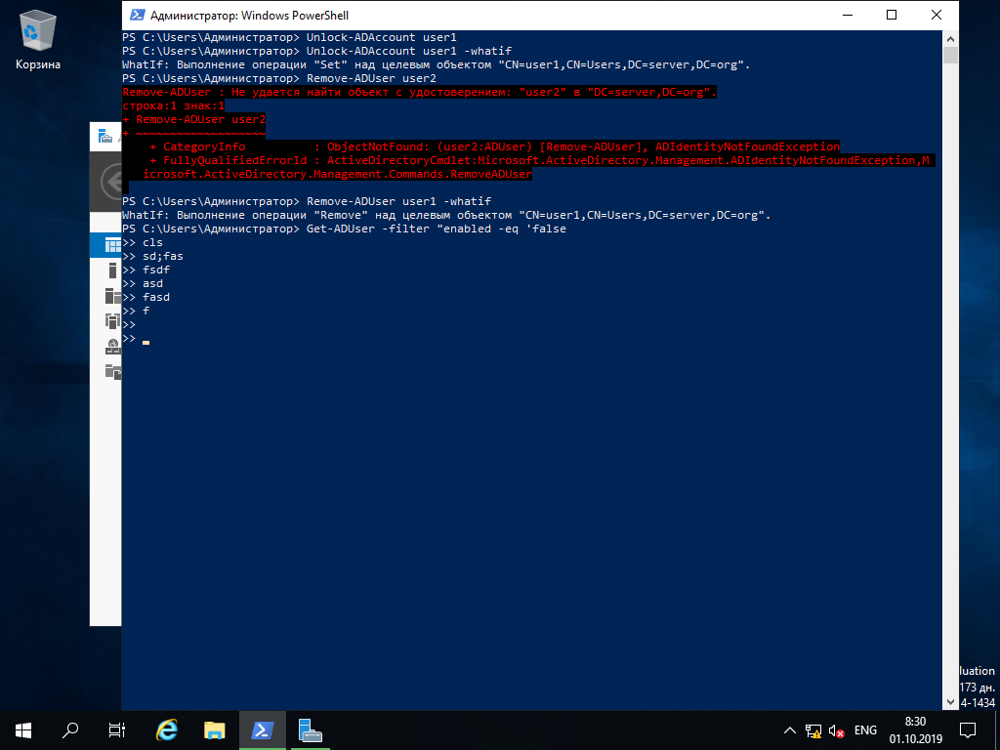 Администратор: Windows PowerShell
Корзина
PS C:\Users\Администратор> Unlock-ADAccount user1
PS C:\Users\Администратор> Unlock-ADAccount user1 -whatif
WhatIf: Выполнение операции "Set" над целевым объектом "CN=user1,CN=Users,DC=server,DC=org".
PS C:\Users\Администратор> Remove-ADUser user2
Remove-ADUser : Не удается найти объект с удостоверением: "user2" в "DC=server,DC=org".
строка:1 знак:1
+ Remove-ADUser user2
+ ~~~~~~~~~~~~~~~~~~~
    + CategoryInfo          : ObjectNotFound: (user2:ADUser) [Remove-ADUser], ADIdentityNotFoundException
    + FullyQualifiedErrorId : ActiveDirectoryCmdlet:Microsoft.ActiveDirectory.Management.ADIdentityNotFoundException,M
   icrosoft.ActiveDirectory.Management.Commands.RemoveADUser
PS C:\Users\Администратор> Remove-ADUser user1 -whatif
WhatIf: Выполнение операции "Remove" над целевым объектом "CN=user1,CN=Users,DC=server,DC=org".
PS C:\Users\Администратор> Get-ADUser -filter "enabled -eq 'false
>> cls
>> sd;fas
>> fsdf
>> asd
>> fasd
>> f
>>
>>
luation
173 дн.
4-1434
ENG
8:30
01.10.2019